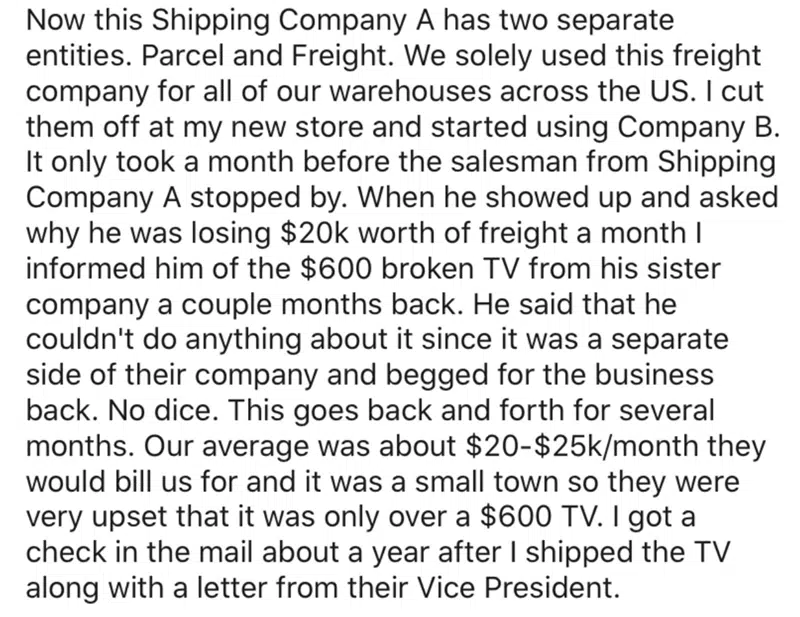 Now this Shipping Company A has two separate
entities. Parcel and Freight. We solely used this freight
company for all of our warehouses across the US. I cut
them off at my new store and started using Company B.
It only took a month before the salesman from Shipping
Company A stopped by. When he showed up and asked
why he was losing $20k worth of freight a month I
informed him of the $600 broken TV from his sister
company a couple months back. He said that he
couldn't do anything about it since it was a separate
side of their company and begged for the business
back. No dice. This goes back and forth for several
months. Our average was about $20-$25k/month they
would bill us for and it was a small town so they were
very upset that it was only over a $600 TV. I got a
check in the mail about a year after I shipped the TV
along with a letter from their Vice President.